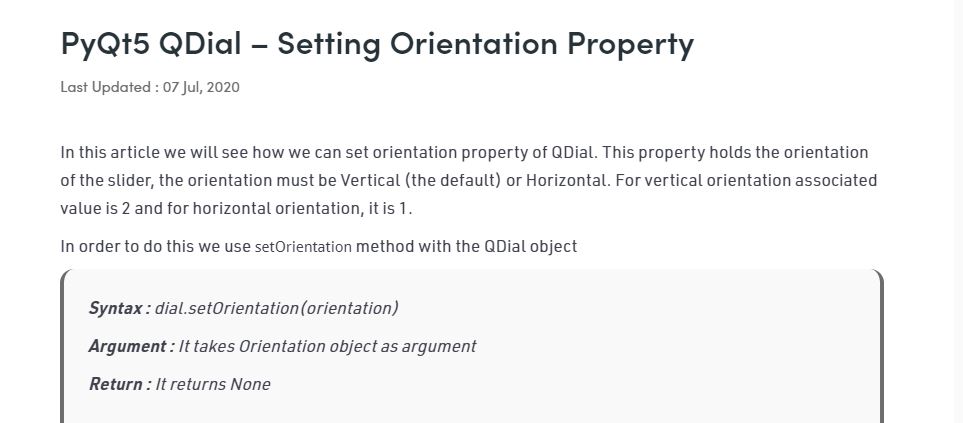 PyQt5 QDial – Setting Orientation Property
Last Updated : 07 Jul, 2020
In this article we will see how we can set orientation property of QDial. This property holds the orientation
of the slider, the orientation must be Vertical (the default) or Horizontal. For vertical orientation associated
value is 2 and for horizontal orientation, it is 1.
In order to do this we use setOrientation method with the QDial object
Syntax : dial.setOrientation(orientation)
Argument : It takes Orientation object as argument
Return : It returns None